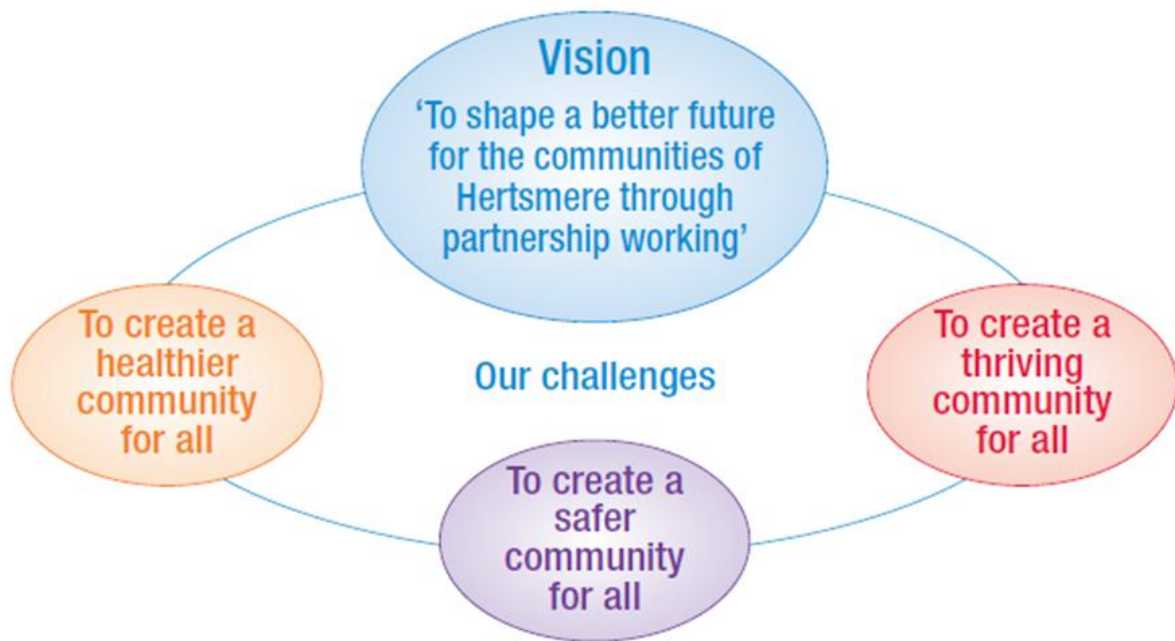 Vision
‘To shape a better future
for the communities of
Hertsmere through
partnership working’
To create a
healthier
community
for all
Our challenges
To create a
thriving
community
for all
To create a
safer
community
for all